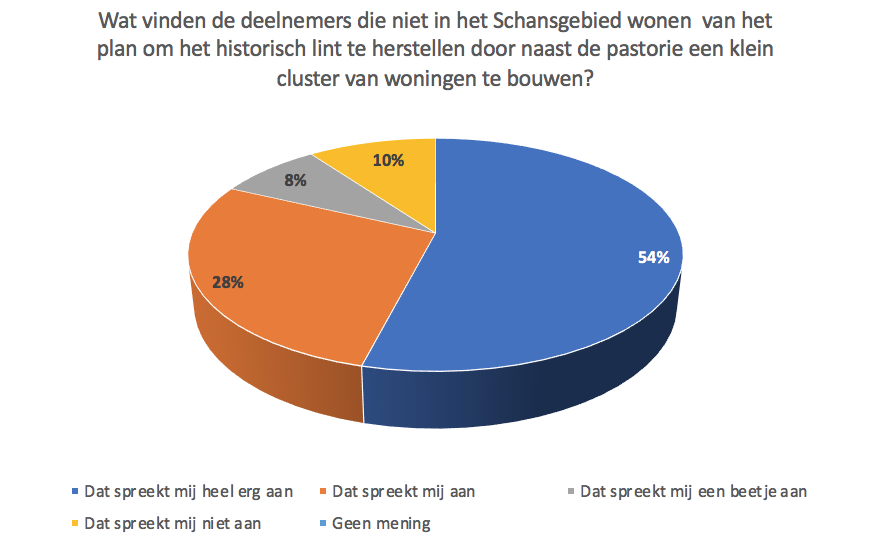 Wat vinden de deelnemers die niet in het Schansgebied wonen van het
plan om het historisch lint te herstellen door naast de pastorie een klein
cluster van woningen te bouwen?
10%
8%
54%
28%
Dat spreekt mij heel erg aan
Dat spreekt mij aan
Dat spreekt mij een beetje aan
Dat spreekt mij niet aan
Geen mening